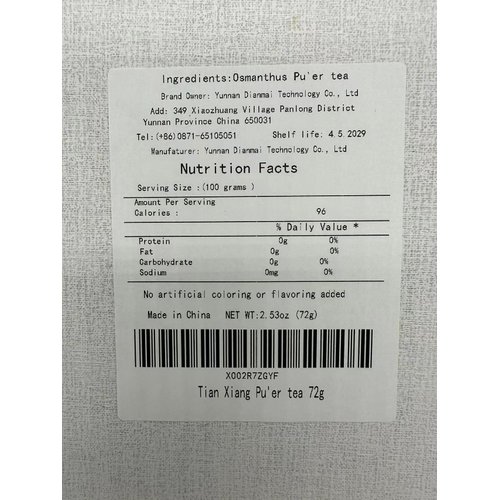 Ingredients:Osmanthus Pu'er tea
Brand Owner: Yunnan Dianmai Technology Co., Ltd
Add: 349 Xiaozhuang Village Panlong District
Yunnan Province China 650031
Tel:(+86)0871-65105051 Shelf life: 4.5.2029
Manufacturer: Yunnan Dianmai Technology Co., Ltd
Nutrition Facts
Serving Size :(100 grams )
Amount Per Serving
Calories : 96
% Daily Value *
Protein 0g 0%
Fat 0g 0%
Carbohydrate 0g 0%
Sodium 0mg 0%
No artificial coloring or flavoring added
Made in China NET WT:2.53oz (72g)
X002R7ZGYF
Tian Xiang Pu'er tea 72g